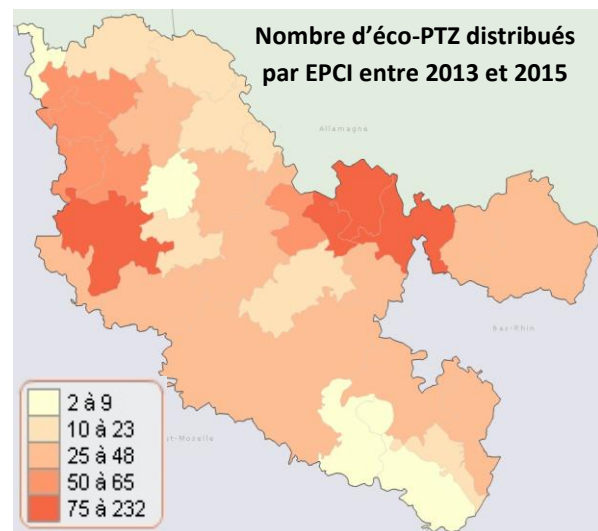 Nombre d'éco-PTZ distribués
par EPCI entre 2013 et 2015
Allemagne
Bas-Rhin
2 à 9
10 à 23
25 à 48
50 à 65
75 à 232